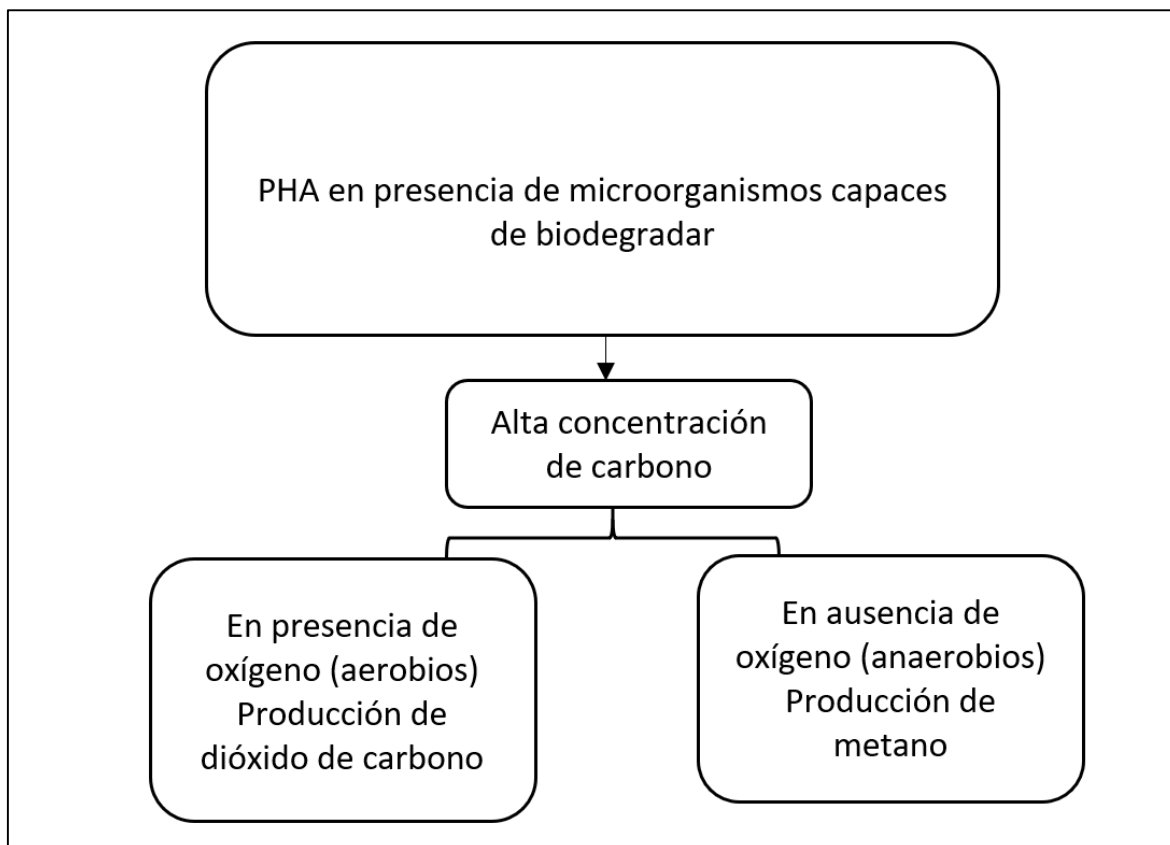 PHA en presencia de microorganismos capaces
de biodegradar
Alta concentración
de carbono
En presencia de
oxígeno (aerobios)
Producción de
dióxido de carbono
En ausencia de
oxígeno (anaerobios)
Producción de
metano